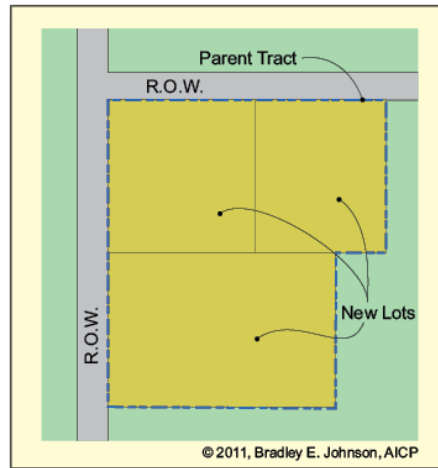 Parent Tract
R.O.W.
R.O.W.
New Lots
© 2011, Bradley E. Johnson, AICP